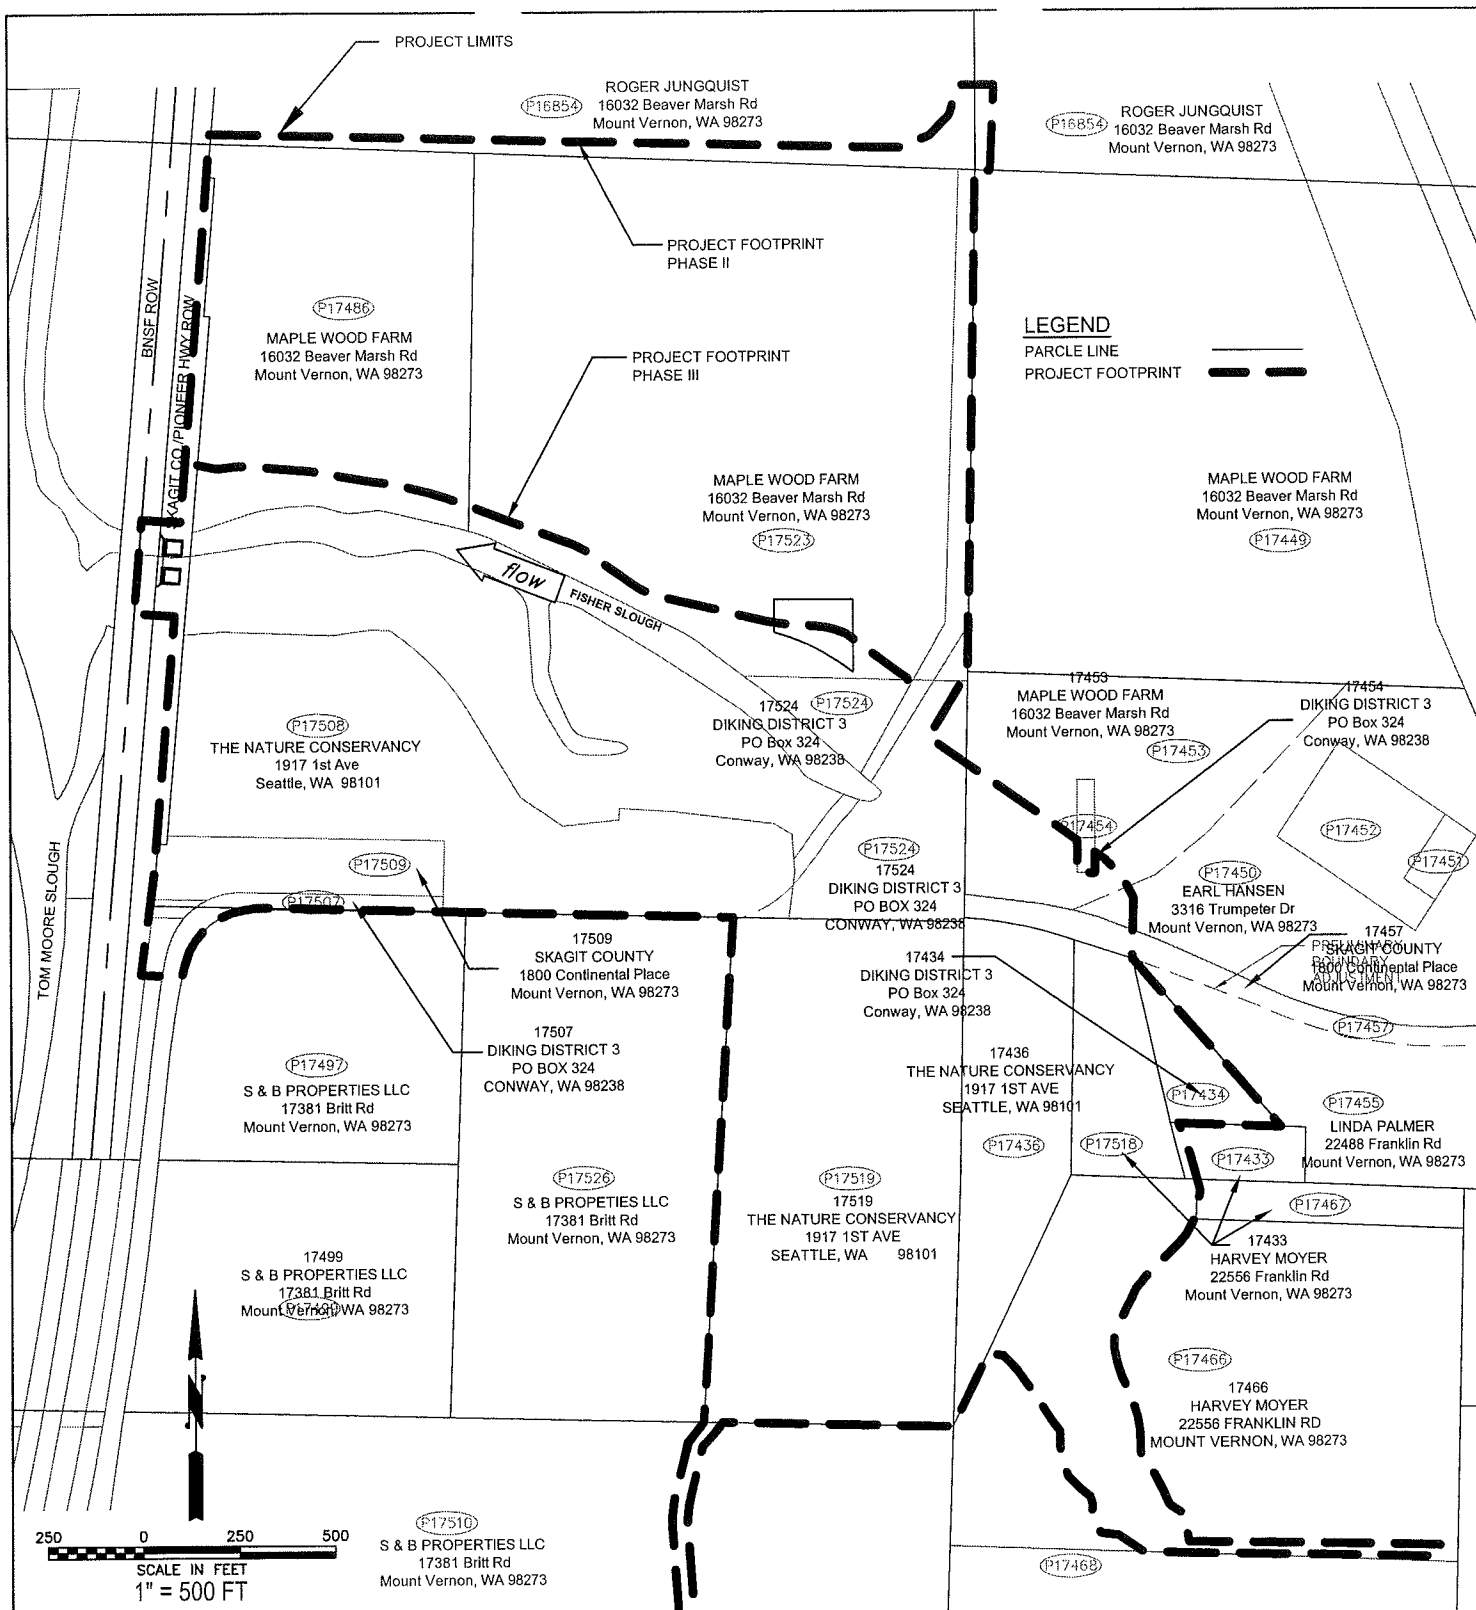 PROJECT LIMITS
ROGER JUNGQUIST
16032 Beaver Marsh Rd
Mount Vernon, WA 98273
P16854
ROGER JUNGQUIST
16032 Beaver Marsh Rd
Mount Vernon, WA 98273
P16854
PROJECT FOOTPRINT
PHASE II
BNSF ROW
SKAGIT CO./PIONEER HWY ROW
P17486
MAPLE WOOD FARM
16032 Beaver Marsh Rd
Mount Vernon, WA 98273
PROJECT FOOTPRINT
PHASE III
LEGEND
PARCLE LINE
PROJECT FOOTPRINT
MAPLE WOOD FARM
16032 Beaver Marsh Rd
Mount Vernon, WA 98273
P17523
MAPLE WOOD FARM
16032 Beaver Marsh Rd
Mount Vernon, WA 98273
P17449
flow
FISHER SLOUGH
P17508
THE NATURE CONSERVANCY
1917 1st Ave
Seattle, WA 98101
P17524
17524
DIKING DISTRICT 3
PO Box 324
Conway, WA 98238
17453
MAPLE WOOD FARM
16032 Beaver Marsh Rd
Mount Vernon, WA 98273
P17453
17454
DIKING DISTRICT 3
PO Box 324
Conway, WA 98238
P17454
P17452
P17451
TOM MOORE SLOUGH
P17509
P17507
P17524
17524
DIKING DISTRICT 3
PO BOX 324
CONWAY, WA 98238
P17450
EARL HANSEN
3316 Trumpeter Dr
Mount Vernon, WA 98273
17509
SKAGIT COUNTY
1800 Continental Place
Mount Vernon, WA 98273
17434
DIKING DISTRICT 3
PO Box 324
Conway, WA 98238
17457
SKAGIT COUNTY
1800 Continental Place
Mount Vernon, WA 98273
PRELIMINARY
BOUNDARY
ADJUSTMENT
P17457
17507
DIKING DISTRICT 3
PO BOX 324
CONWAY, WA 98238
P17497
S & B PROPERTIES LLC
17381 Britt Rd
Mount Vernon, WA 98273
17436
THE NATURE CONSERVANCY
1917 1ST AVE
SEATTLE, WA 98101
P17436
P17434
P17518
P17433
P17455
LINDA PALMER
22488 Franklin Rd
Mount Vernon, WA 98273
P17467
P17526
S & B PROPETIES LLC
17381 Britt Rd
Mount Vernon, WA 98273
P17519
17519
THE NATURE CONSERVANCY
1917 1ST AVE
SEATTLE, WA 98101
17433
HARVEY MOYER
22556 Franklin Rd
Mount Vernon, WA 98273
17499
S & B PROPERTIES LLC
17381 Britt Rd
Mount Vernon, WA 98273
P17499
P17466
17466
HARVEY MOYER
22556 FRANKLIN RD
MOUNT VERNON, WA 98273
N
P17510
S & B PROPERTIES LLC
17381 Britt Rd
Mount Vernon, WA 98273
P17468
250 0 250 500
SCALE IN FEET
1" = 500 FT